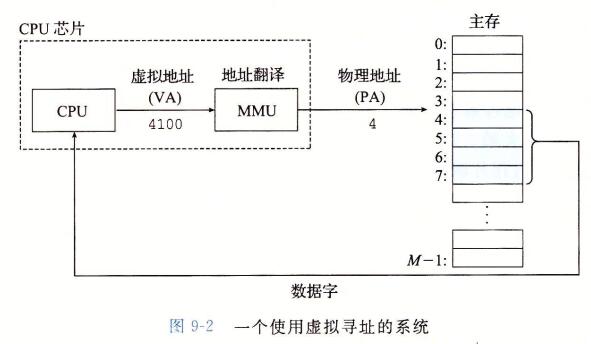 主存
CPU 芯片
虚拟地址
(VA)
地址翻译
物理地址
(PA)
CPU
4100
MMU
4
0:
1:
2:
3:
4:
5:
6:
7:
M−1:
数据字
图 9-2 一个使用虚拟寻址的系统